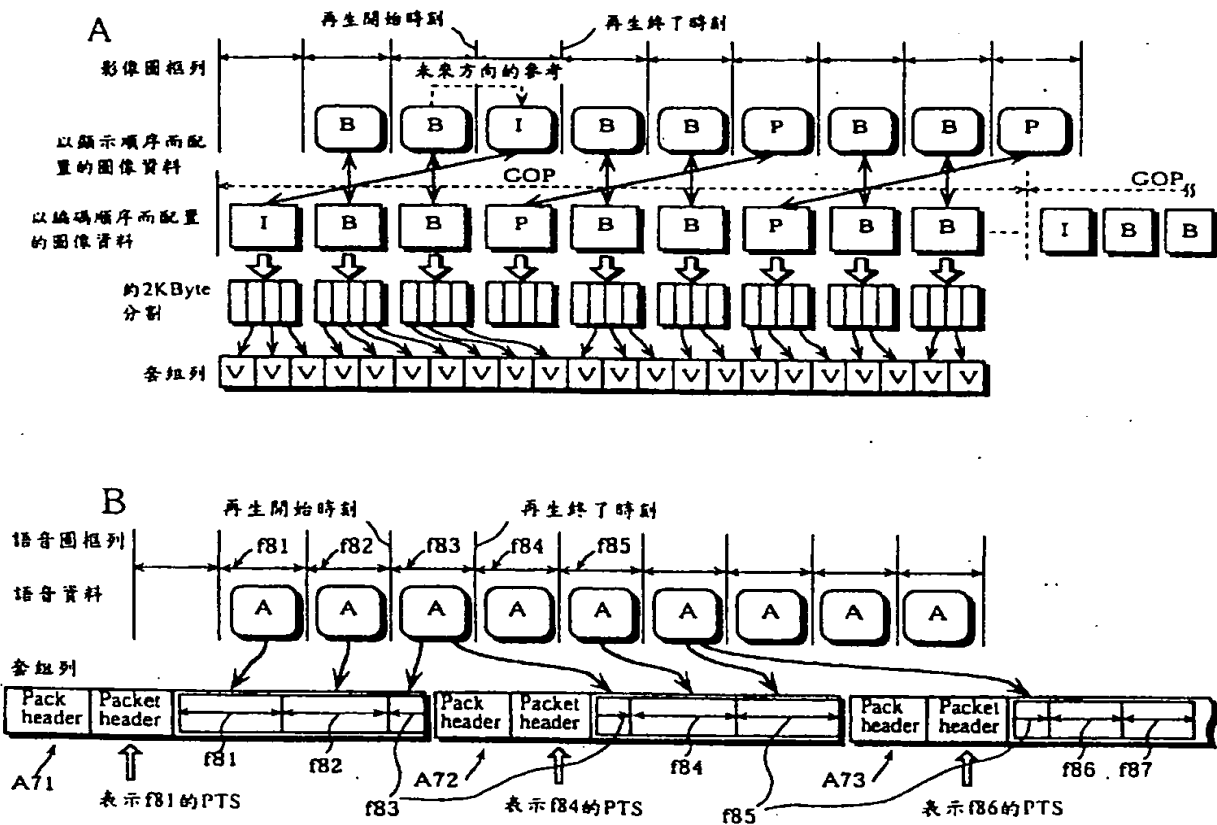 A
再生開始時刻
再生終了時刻
影像圖框列
未來方向的參考
B B I B B P B B P
以顯示順序而配
置的圖像資料
GOP
GOP
以編碼順序而配置
的圖像資料
I B B P B B P B B I B B
約2KByte
分割
套組列
V V V V V V V V V V V V V V V V V V V V V
B
再生開始時刻
再生終了時刻
語音圖框列
f81 f82 f83 f84 f85
語音資料
A A A A A A A A A
套組列
Pack header
Packet header
Pack header
Packet header
Pack header
Packet header
A71
f81 f82
f83
A72
f84
f85
A73
f86 f87
表示f81的PTS
表示f84的PTS
表示f86的PTS